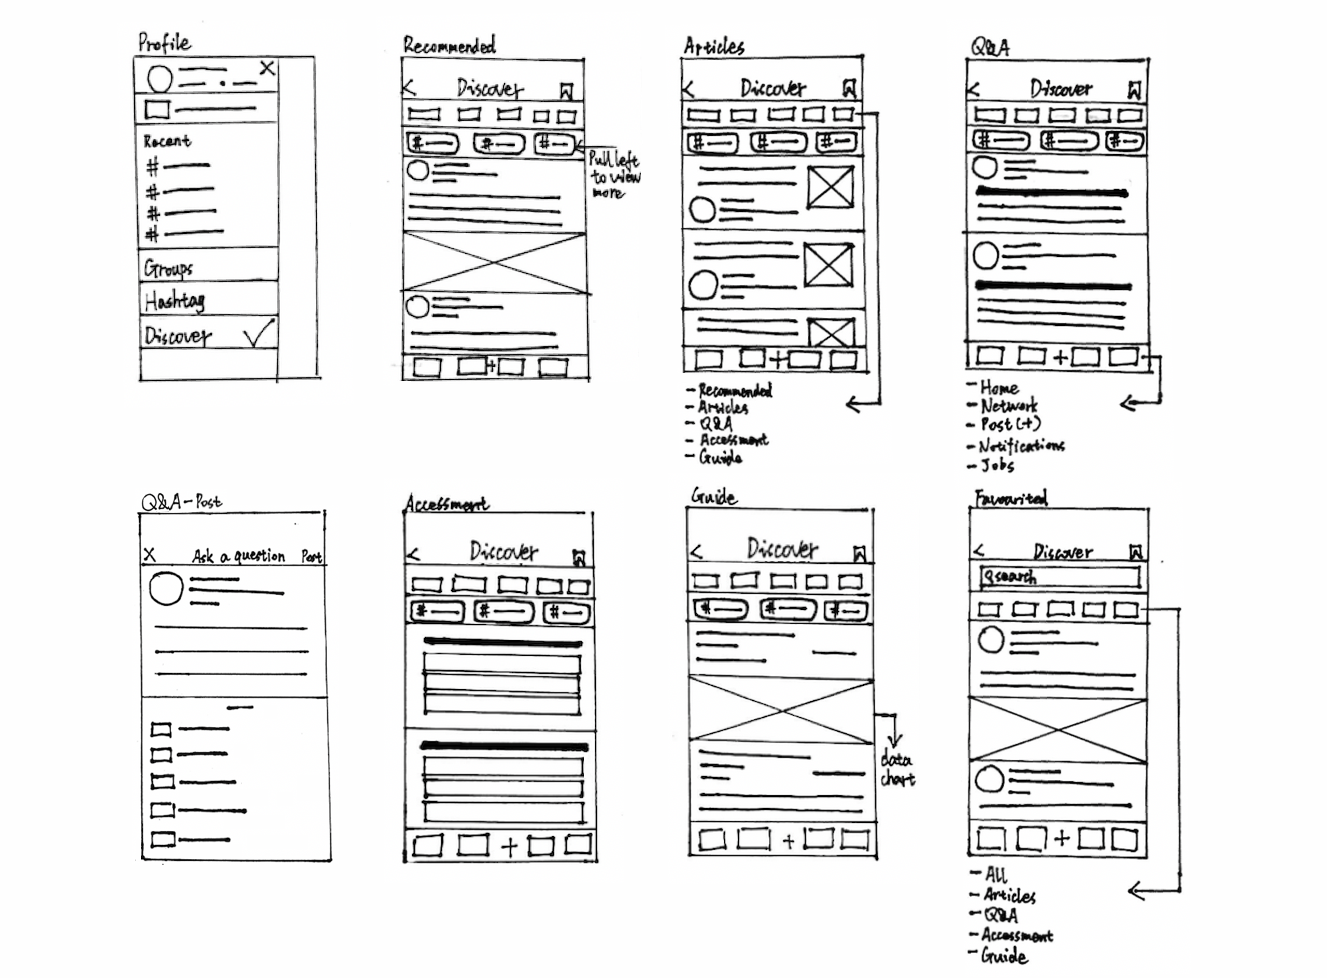 Profile
X
Recent
#
#
#
#
Groups
Hashtag
Discover
Recommended
< Discover
# # #
Pull left
to view
more
+
Articles
< Discover
# # #
+
- Recommended
- Articles
- Q&A
- Accessment
- Guide
Q&A
< Discover
# # #
+
- Home
- Network
- Post (+)
- Notifications
- Jobs
Q&A-Post
X Ask a question Post
Accessment
< Discover
# # #
+
Guide
< Discover
# # #
data
chart
+
Favourited
< Discover
search
+
- All
- Articles
- Q&A
- Accessment
- Guide